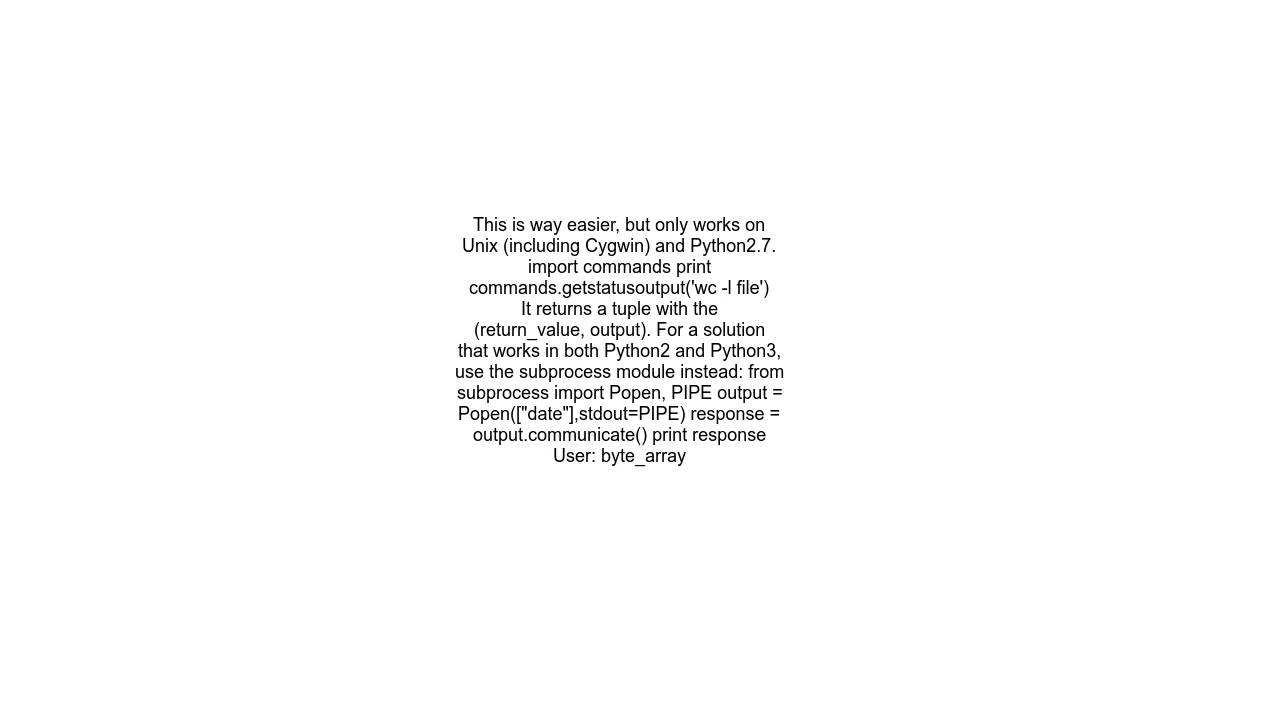 This is way easier, but only works on
Unix (including Cygwin) and Python2.7.
import commands print
commands.getstatusoutput('wc -l file')
It returns a tuple with the
(return_value, output). For a solution
that works in both Python2 and Python3,
use the subprocess module instead: from
subprocess import Popen, PIPE output =
Popen(["date"],stdout=PIPE) response =
output.communicate() print response
User: byte_array